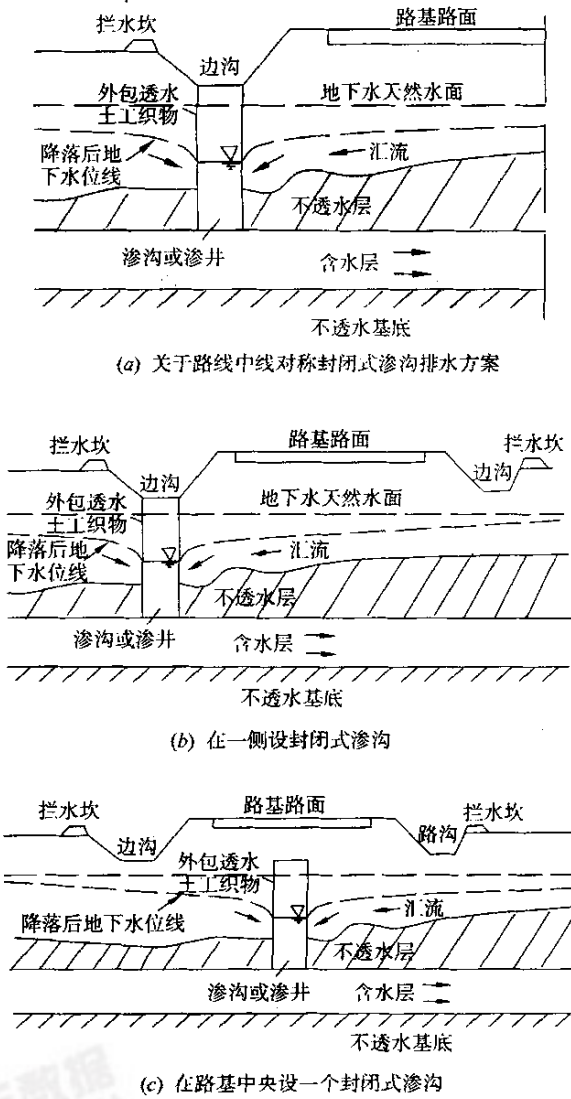 拦水坎
路基路面
边沟
外包透水
土工织物
地下水天然水面
降落后地
下水位线
汇流
不透水层
渗沟或渗井
含水层
不透水基底
(a) 关于路线中线对称封闭式渗沟排水方案
拦水坎
路基路面
拦水坎
边沟
边沟
外包透水
土工织物
地下水天然水面
降落后地
下水位线
汇流
不透水层
渗沟或渗井
含水层
不透水基底
(b) 在一侧设封闭式渗沟
拦水坎
路基路面
拦水坎
边沟
路沟
外包透水
土工织物
降落后地下水位线
汇流
不透水层
渗沟或渗井
含水层
不透水基底
(c) 在路基中央设一个封闭式渗沟